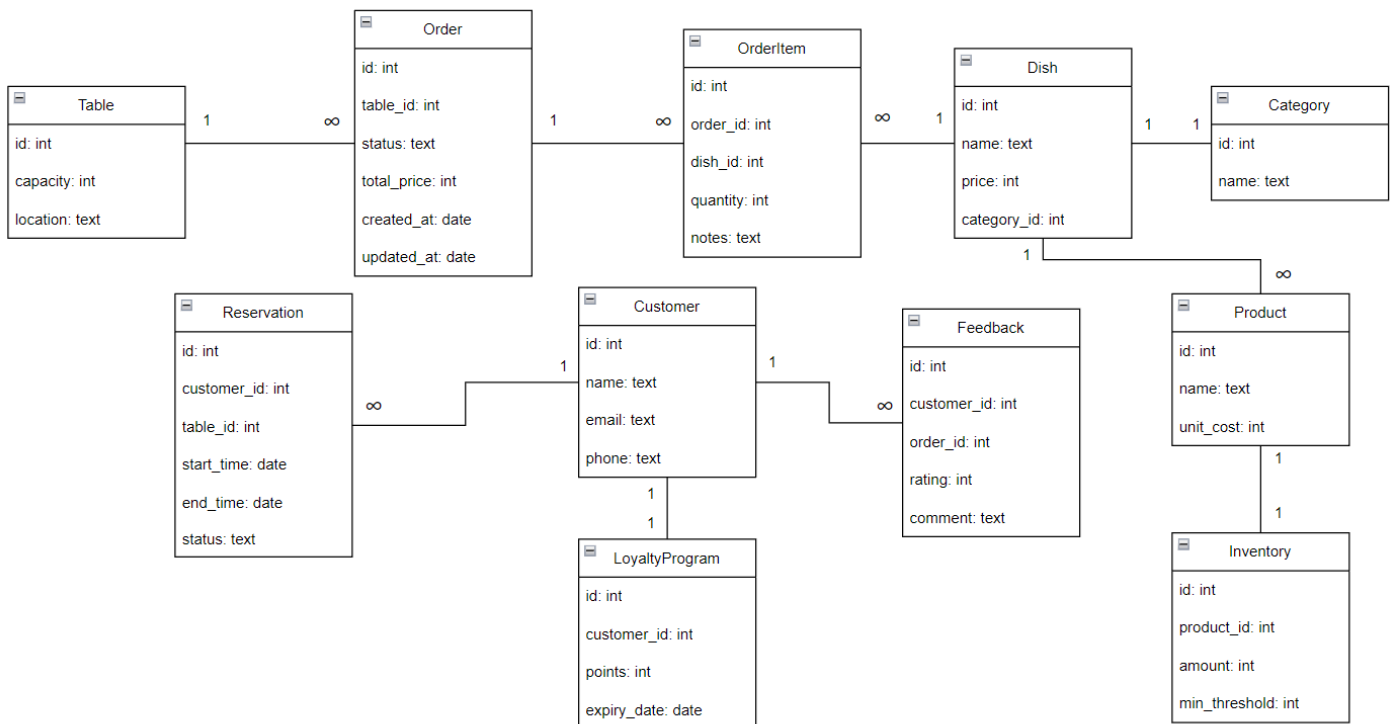 Order
id: int
table_id: int
status: text
total_price: int
created_at: date
updated_at: date
OrderItem
id: int
order_id: int
dish_id: int
quantity: int
notes: text
Dish
id: int
name: text
price: int
category_id: int
Table
id: int
capacity: int
location: text
Category
id: int
name: text
1
∞
1
∞
∞
1
1
1
1
∞
Reservation
id: int
customer_id: int
table_id: int
start_time: date
end_time: date
status: text
Customer
id: int
name: text
email: text
phone: text
Feedback
id: int
customer_id: int
order_id: int
rating: int
comment: text
Product
id: int
name: text
unit_cost: int
∞
1
1
∞
1
1
1
1
LoyaltyProgram
id: int
customer_id: int
points: int
expiry_date: date
Inventory
id: int
product_id: int
amount: int
min_threshold: int